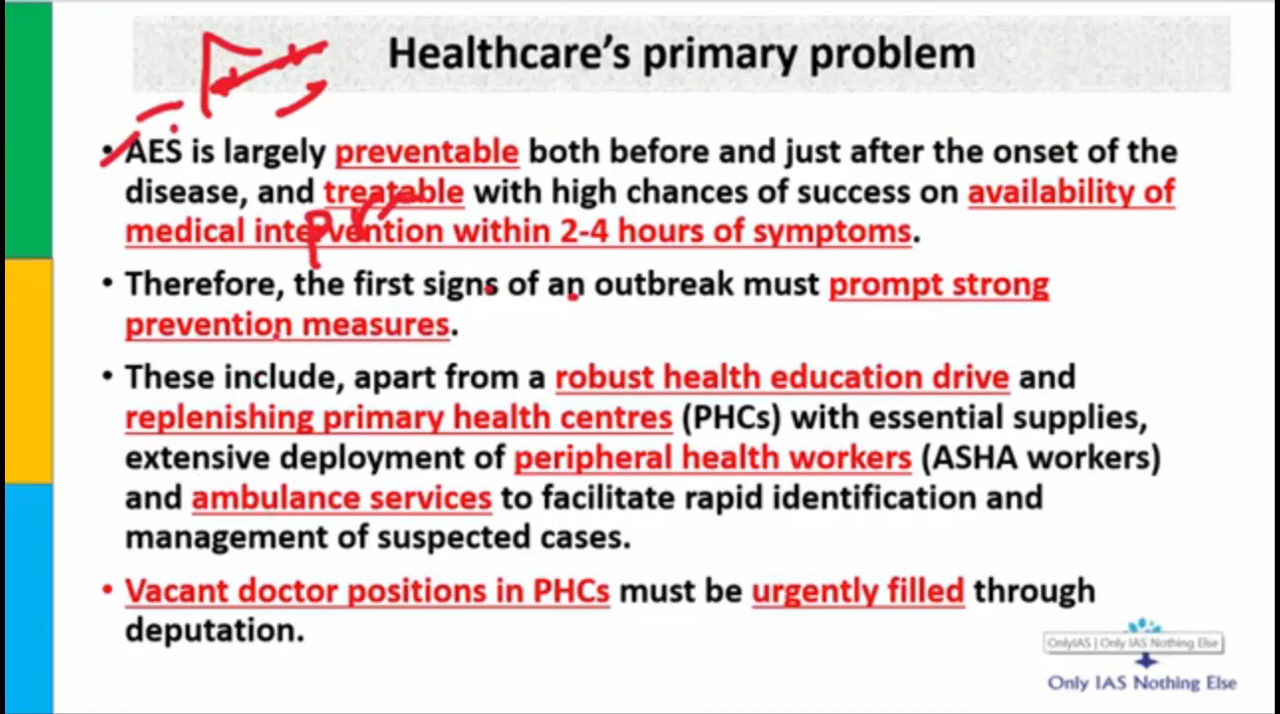 Healthcare's primary problem
• AES is largely preventable both before and just after the onset of the
disease, and treatable with high chances of success on availability of
medical intervention within 2-4 hours of symptoms.
• Therefore, the first signs of an outbreak must prompt strong
prevention measures.
• These include, apart from a robust health education drive and
replenishing primary health centres (PHCs) with essential supplies,
extensive deployment of peripheral health workers (ASHA workers)
and ambulance services to facilitate rapid identification and
management of suspected cases.
• Vacant doctor positions in PHCs must be urgently filled through
deputation.
OnlyIAS | Only IAS Nothing Else
Only IAS Nothing Else